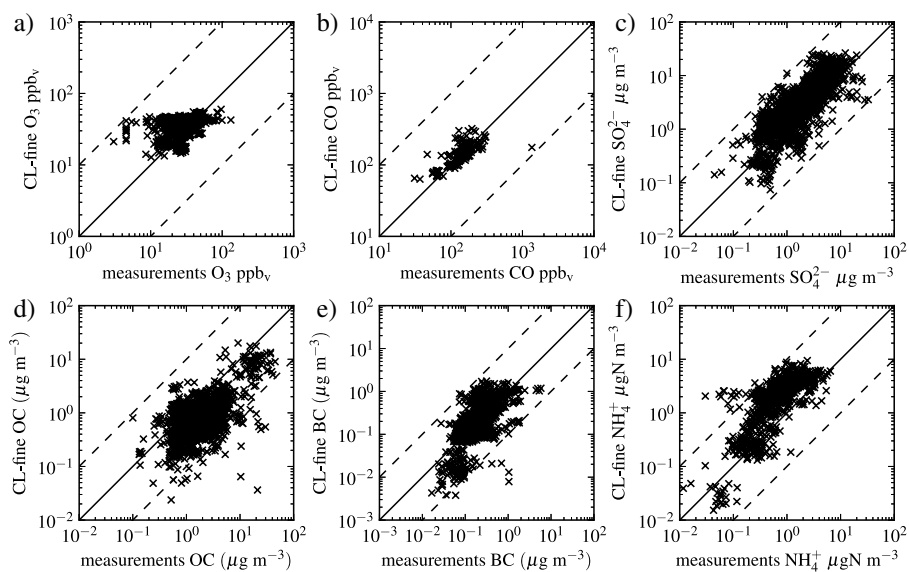 a)
10³
10²
10¹
10⁰
10⁰ 10¹ 10² 10³
CL-fine O₃ ppbᵥ
measurements O₃ ppbᵥ
b)
10⁴
10³
10²
10¹
10¹ 10² 10³ 10⁴
CL-fine CO ppbᵥ
measurements CO ppbᵥ
c)
10²
10¹
10⁰
10⁻¹
10⁻²
10⁻² 10⁻¹ 10⁰ 10¹ 10²
CL-fine SO₄²⁻ μg m⁻³
measurements SO₄²⁻ μg m⁻³
d)
10²
10¹
10⁰
10⁻¹
10⁻²
10⁻² 10⁻¹ 10⁰ 10¹ 10²
CL-fine OC (μg m⁻³)
measurements OC (μg m⁻³)
e)
10²
10¹
10⁰
10⁻¹
10⁻²
10⁻³
10⁻³ 10⁻² 10⁻¹ 10⁰ 10¹ 10²
CL-fine BC (μg m⁻³)
measurements BC (μg m⁻³)
f)
10²
10¹
10⁰
10⁻¹
10⁻²
10⁻² 10⁻¹ 10⁰ 10¹ 10²
CL-fine NH₄⁺ μgN m⁻³
measurements NH₄⁺ μgN m⁻³